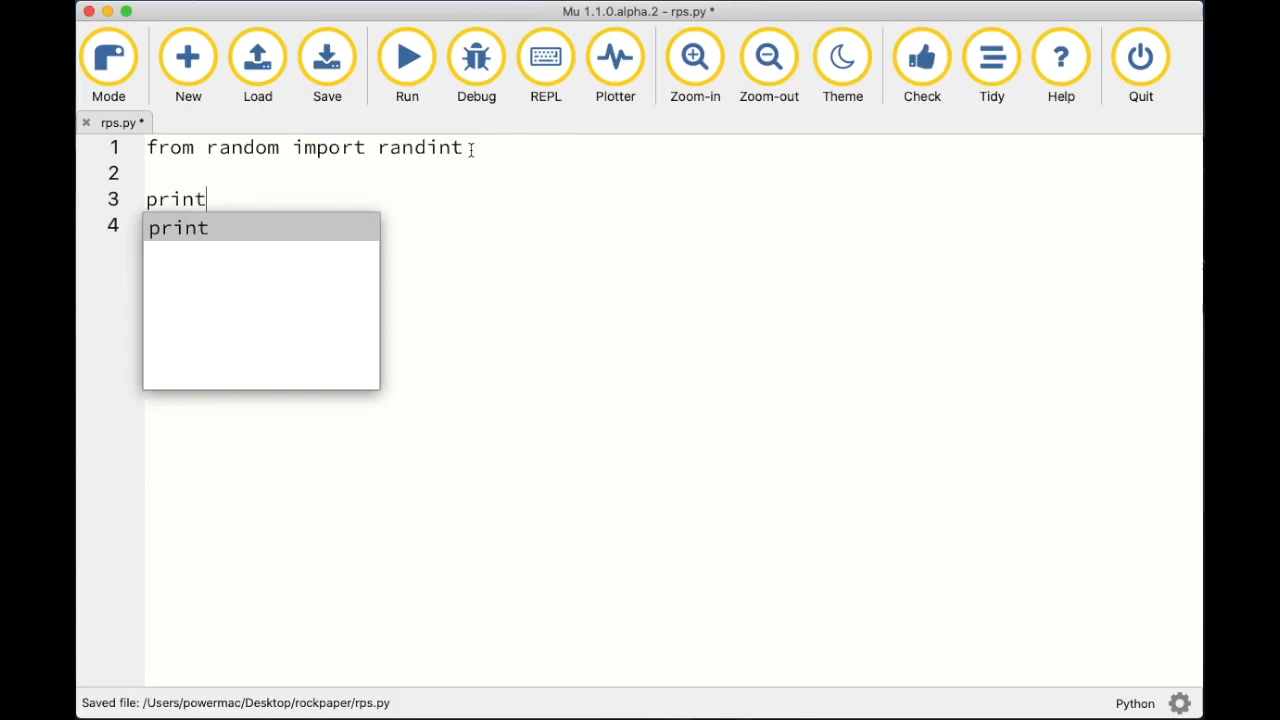 Mu 1.1.0.alpha.2 - rps.py *
Mode New Load Save Run Debug REPL Plotter Zoom-in Zoom-out Theme Check Tidy Help Quit
rps.py *
1 from random import randint
2
3 print
print
4
Saved file: /Users/powermac/Desktop/rockpaper/rps.py Python